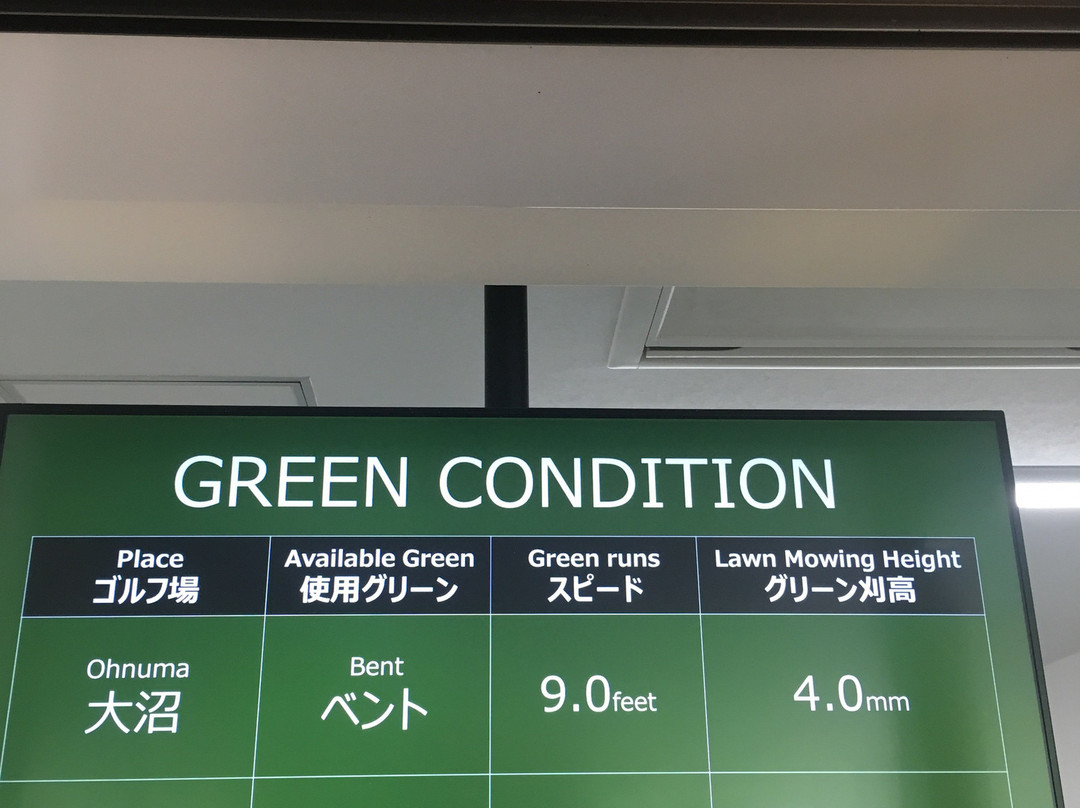 GREEN CONDITION
Place
ゴルフ場
Available Green
使用グリーン
Green runs
スピード
Lawn Mowing Height
グリーン刈高
Ohnuma
大沼
Bent
ベント
9.0feet
4.0mm